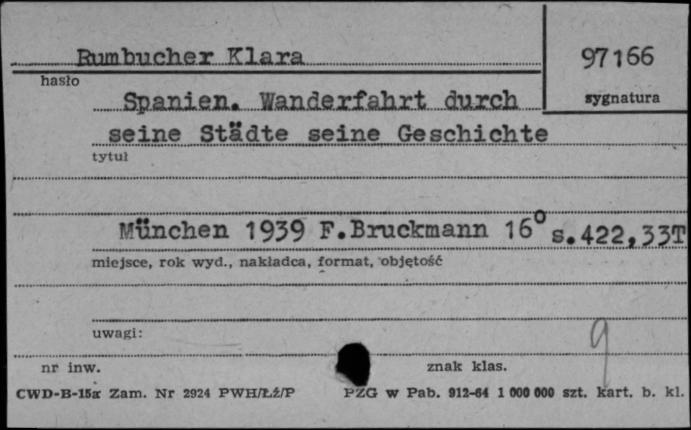 Rumbucher Klara
97166
hasło
sygnatura
Spanien. Wanderfahrt durch
seine Städte seine Geschichte
tytuł
München 1939 F.Bruckmann 16° s.422,33T
miejsce, rok wyd., nakładca, format, objętość
uwagi:
9
nr inw.
znak klas.
CWD-B-15a Zam. Nr 2924 PWH/Łź/P PZG w Pab. 912-64 1 000 000 szt. kart. b. kl.